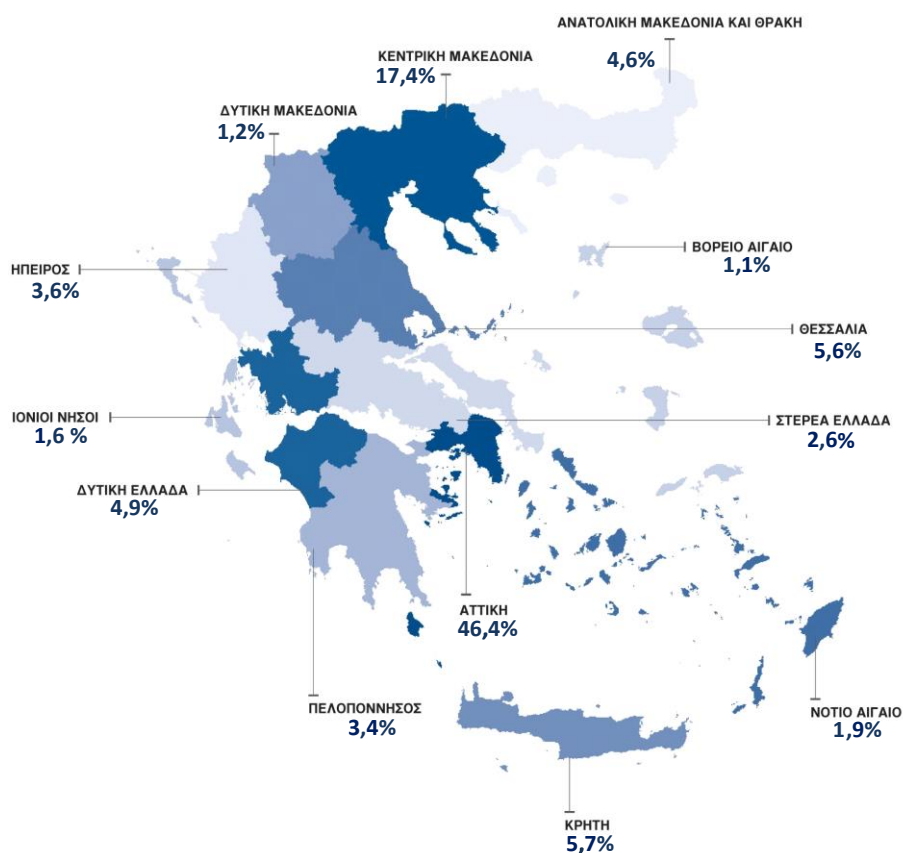 ΑΝΑΤΟΛΙΚΗ ΜΑΚΕΔΟΝΙΑ ΚΑΙ ΘΡΑΚΗ
4,6%
ΚΕΝΤΡΙΚΗ ΜΑΚΕΔΟΝΙΑ
17,4%
ΔΥΤΙΚΗ ΜΑΚΕΔΟΝΙΑ
1,2%
ΒΟΡΕΙΟ ΑΙΓΑΙΟ
1,1%
ΗΠΕΙΡΟΣ
3,6%
ΘΕΣΣΑΛΙΑ
5,6%
ΙΟΝΙΟΙ ΝΗΣΟΙ
1,6 %
ΣΤΕΡΕΑ ΕΛΛΑΔΑ
2,6%
ΔΥΤΙΚΗ ΕΛΛΑΔΑ
4,9%
ΑΤΤΙΚΗ
46,4%
ΠΕΛΟΠΟΝΝΗΣΟΣ
3,4%
ΝΟΤΙΟ ΑΙΓΑΙΟ
1,9%
ΚΡΗΤΗ
5,7%